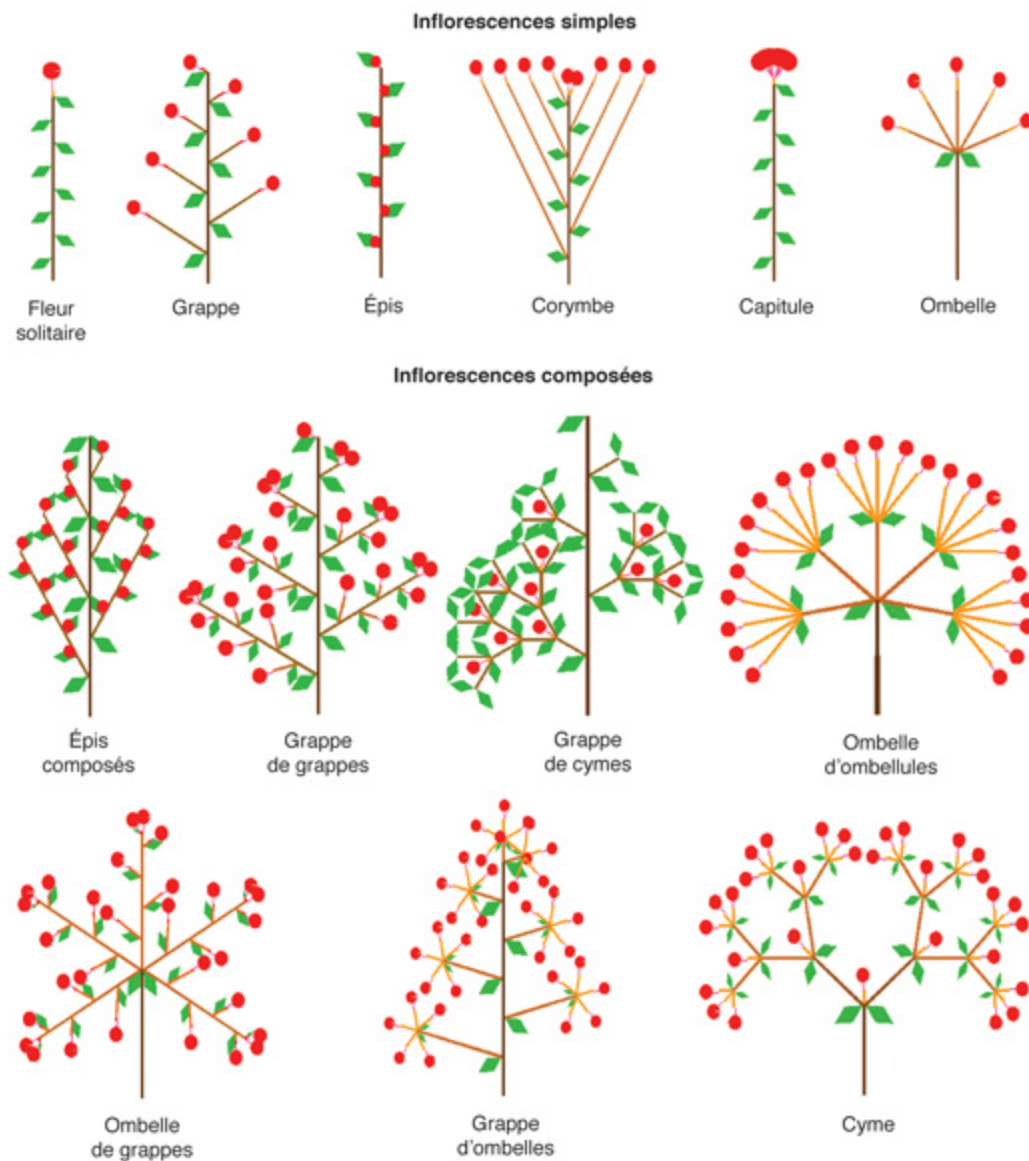 Inflorescences simples
Fleur
solitaire
Grappe
Épis
Corymbe
Capitule
Ombelle
Inflorescences composées
Épis
composés
Grappe
de grappes
Grappe
de cymes
Ombelle
d'ombellules
Ombelle
de grappes
Grappe
d'ombelles
Cyme